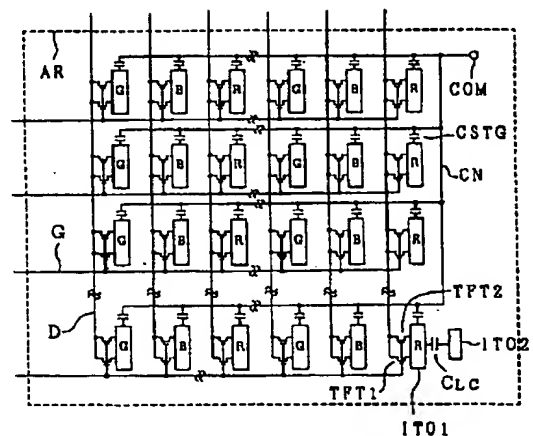 AR
COM
G B R G B R
CSTG
G B R G B R
CN
G B R G B R
G
TFT2
D
G B R G B R
ITO2
CLC
TFT1
ITO1